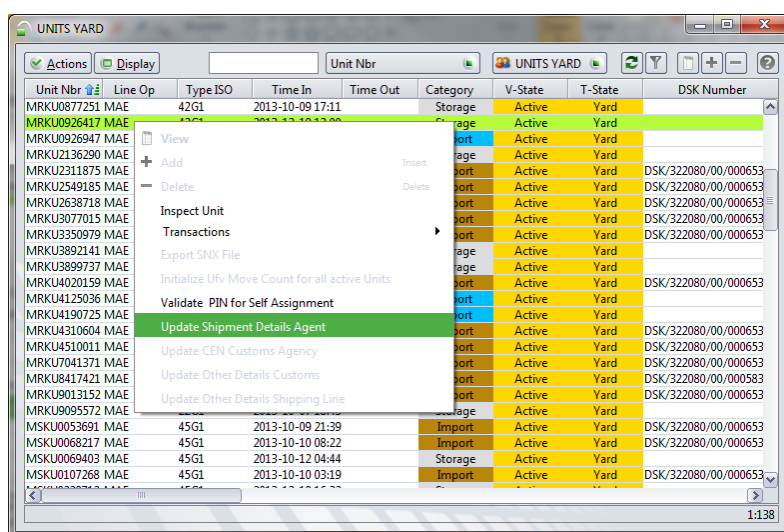 UNITS YARD
Actions Display Unit Nbr UNITS YARD
Unit Nbr Line Op Type ISO Time In Time Out Category V-State T-State DSK Number
MRKU0877251 MAE 42G1 2013-10-09 17:11 Storage Active Yard
MRKU0926417 MAE Active Yard
MRKU0926947 MAE Active Yard
MRKU2136290 MAE Active Yard
MRKU2311875 MAE Active Yard DSK/322080/00/000653
MRKU2549185 MAE Active Yard DSK/322080/00/000653
MRKU2638718 MAE Active Yard DSK/322080/00/000653
MRKU3077015 MAE Active Yard DSK/322080/00/000653
MRKU3350979 MAE Active Yard DSK/322080/00/000653
MRKU3892141 MAE Active Yard
MRKU3899737 MAE Active Yard
MRKU4020159 MAE Active Yard DSK/322080/00/000653
MRKU4125036 MAE Active Yard
MRKU4190725 MAE Active Yard
MRKU4310604 MAE Active Yard DSK/322080/00/000653
MRKU4510011 MAE Active Yard DSK/322080/00/000653
MRKU7041371 MAE Active Yard DSK/322080/00/000653
MRKU8417421 MAE Active Yard DSK/322080/00/000583
MRKU9013152 MAE Active Yard DSK/322080/00/000653
MRKU9095572 MAE Storage Active Yard
View
Add Insert
Delete Delete
Inspect Unit
Transactions
Export SNX File
Initialize Ufv Move Count for all active Units
Validate PIN for Self Assignment
Update Shipment Details Agent
Update CEN Customs Agency
Update Other Details Customs
Update Other Details Shipping Line
MSKU0053691 MAE 45G1 2013-10-09 21:39 Import Active Yard DSK/322080/00/000653
MSKU0068217 MAE 45G1 2013-10-10 08:22 Import Active Yard DSK/322080/00/000653
MSKU0069403 MAE 45G1 2013-10-12 04:44 Storage Active Yard
MSKU0107268 MAE 45G1 2013-10-10 03:19 Import Active Yard DSK/322080/00/000653
1:138